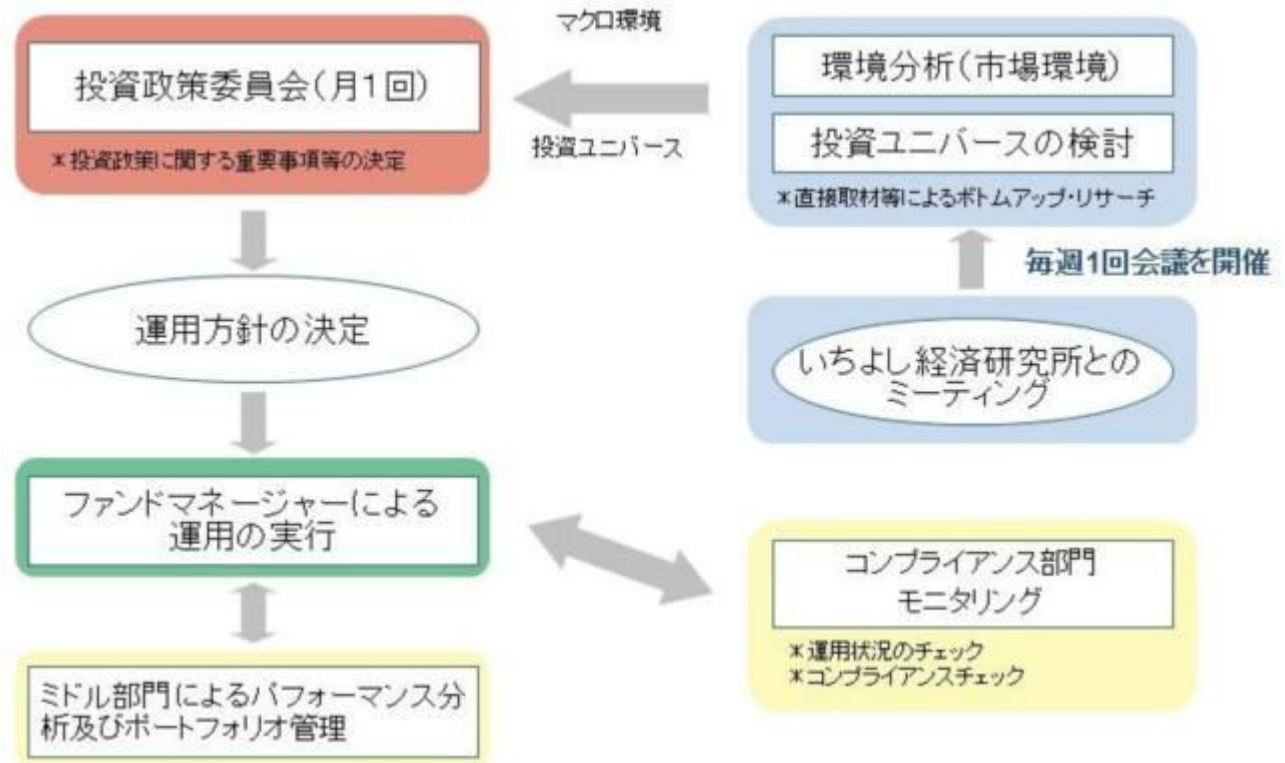 マクロ環境
投資政策委員会(月1回)
*投資政策に関する重要事項等の決定
投資ユニバース
環境分析(市場環境)
投資ユニバースの検討
*直接取材等によるボトムアップ・リサーチ
毎週1回会議を開催
いちよし経済研究所との
ミーティング
運用方針の決定
ファンドマネージャーによる
運用の実行
コンプライアンス部門
モニタリング
*運用状況のチェック
*コンプライアンスチェック
ミドル部門によるパフォーマンス分
析及びポートフォリオ管理